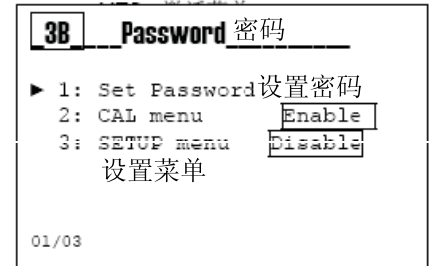 3B Password 密码
► 1: Set Password 设置密码
2: CAL menu Enable
3: SETUP menu Disable
设置菜单
01/03